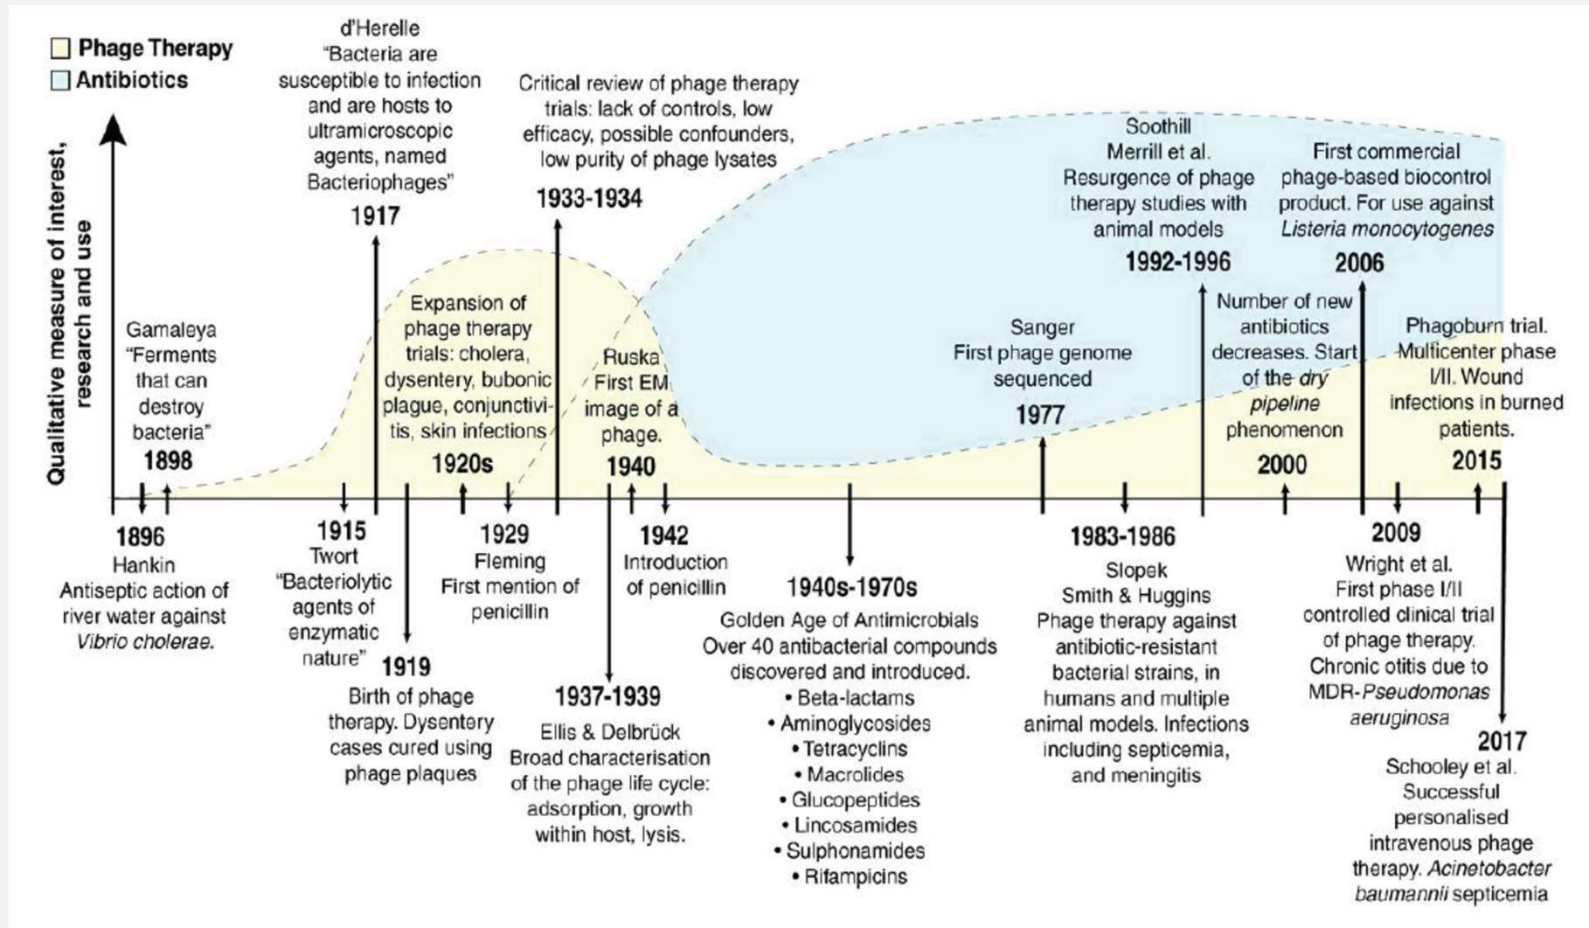 Phage Therapy
Antibiotics
Qualitative measure of interest,
research and use
Gamaleya
“Ferments
that can
destroy
bacteria”
1898
1896
Hankin
Antiseptic action of
river water against
Vibrio cholerae.
d’Herelle
“Bacteria are
susceptible to infection
and are hosts to
ultramicroscopic
agents, named
Bacteriophages”
1917
1915
Twort
“Bacteriolytic
agents of
enzymatic
nature”
1919
Birth of phage
therapy. Dysentery
cases cured using
phage plaques
Expansion of
phage therapy
trials: cholera,
dysentery, bubonic
plague, conjunctivi-
tis, skin infections
1920s
1929
Fleming
First mention of
penicillin
Critical review of phage therapy
trials: lack of controls, low
efficacy, possible confounders,
low purity of phage lysates
1933-1934
1937-1939
Ellis & Delbrück
Broad characterisation
of the phage life cycle:
adsorption, growth
within host, lysis.
Ruska
First EM
image of a
phage.
1940
1942
Introduction
of penicillin
1940s-1970s
Golden Age of Antimicrobials
Over 40 antibacterial compounds
discovered and introduced.
• Beta-lactams
• Aminoglycosides
• Tetracyclins
• Macrolides
• Glucopeptides
• Lincosamides
• Sulphonamides
• Rifampicins
Sanger
First phage genome
sequenced
1977
1983-1986
Slopek
Smith & Huggins
Phage therapy against
antibiotic-resistant
bacterial strains, in
humans and multiple
animal models. Infections
including septicemia,
and meningitis
Soothill
Merrill et al.
Resurgence of phage
therapy studies with
animal models
1992-1996
Number of new
antibiotics
decreases. Start
of the dry
pipeline
phenomenon
2000
First commercial
phage-based biocontrol
product. For use against
Listeria monocytogenes
2006
2009
Wright et al.
First phase I/II
controlled clinical trial
of phage therapy.
Chronic otitis due to
MDR-Pseudomonas
aeruginosa
Phagoburn trial.
Multicenter phase
I/II. Wound
infections in burned
patients.
2015
2017
Schooley et al.
Successful
personalised
intravenous phage
therapy. Acinetobacter
baumannii septicemia